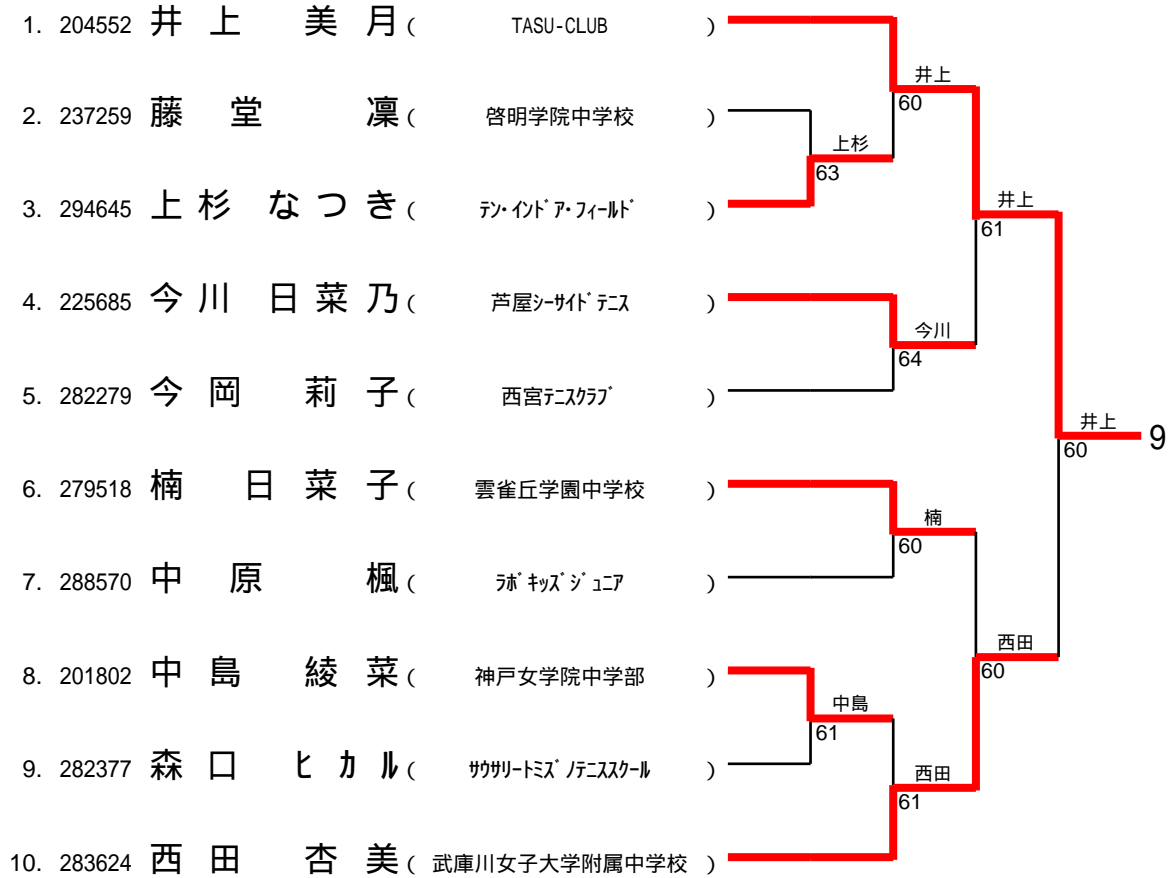 1. 204552 井上 美月 ( TASU-CLUB )
井上
60
2. 237259 藤堂 凜 ( 啓明学院中学校 )
上杉
63
3. 294645 上杉 なつき ( テン・インドア・フィールド )
井上
61
4. 225685 今川 日菜乃 ( 芦屋シーサイドテニス )
今川
64
5. 282279 今岡 莉子 ( 西宮テニスクラブ )
井上
60
9
6. 279518 楠 日菜子 ( 雲雀丘学園中学校 )
楠
60
7. 288570 中原 楓 ( ラボキッズジュニア )
西田
60
8. 201802 中島 綾菜 ( 神戸女学院中学部 )
中島
61
9. 282377 森口 ヒカル ( サウサリートミズノテニススクール )
西田
61
10. 283624 西田 杏美 ( 武庫川女子大学附属中学校 )